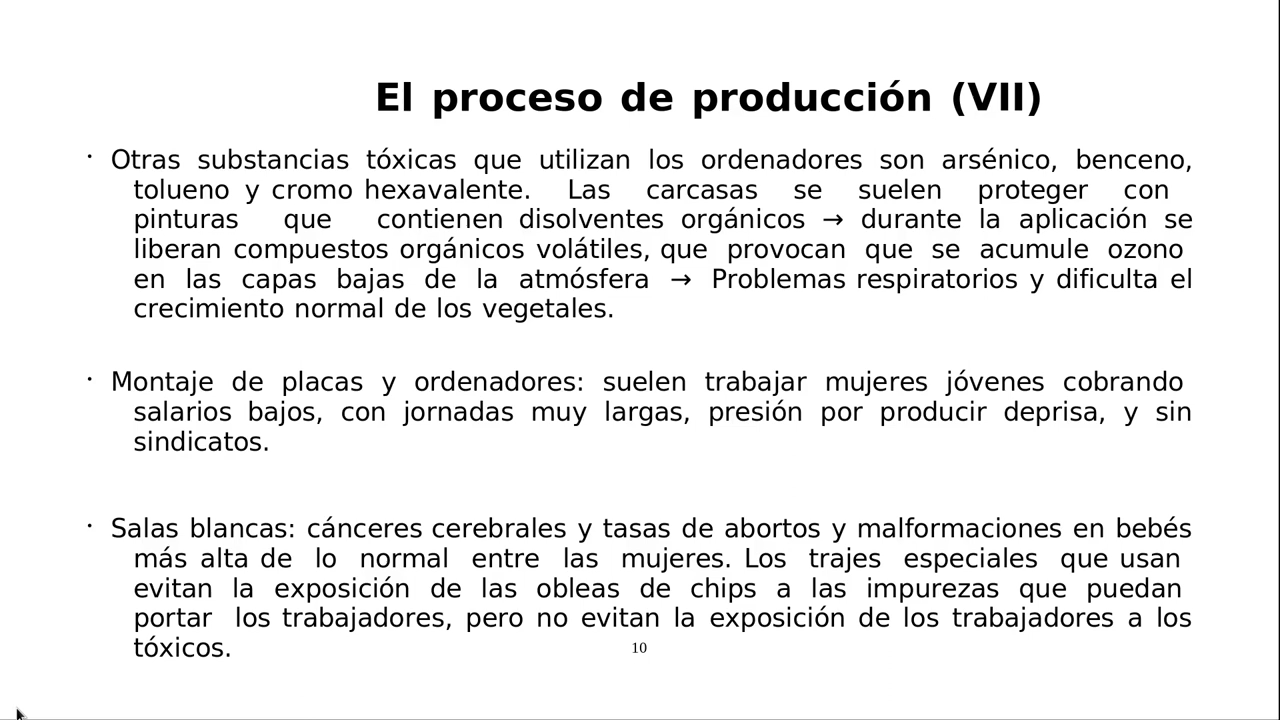 El proceso de producción (VII)
· Otras substancias tóxicas que utilizan los ordenadores son arsénico, benceno,
tolueno y cromo hexavalente. Las carcasas se suelen proteger con
pinturas que contienen disolventes orgánicos → durante la aplicación se
liberan compuestos orgánicos volátiles, que provocan que se acumule ozono
en las capas bajas de la atmósfera → Problemas respiratorios y dificulta el
crecimiento normal de los vegetales.
· Montaje de placas y ordenadores: suelen trabajar mujeres jóvenes cobrando
salarios bajos, con jornadas muy largas, presión por producir deprisa, y sin
sindicatos.
· Salas blancas: cánceres cerebrales y tasas de abortos y malformaciones en bebés
más alta de lo normal entre las mujeres. Los trajes especiales que usan
evitan la exposición de las obleas de chips a las impurezas que puedan
portar los trabajadores, pero no evitan la exposición de los trabajadores a los
tóxicos.
10